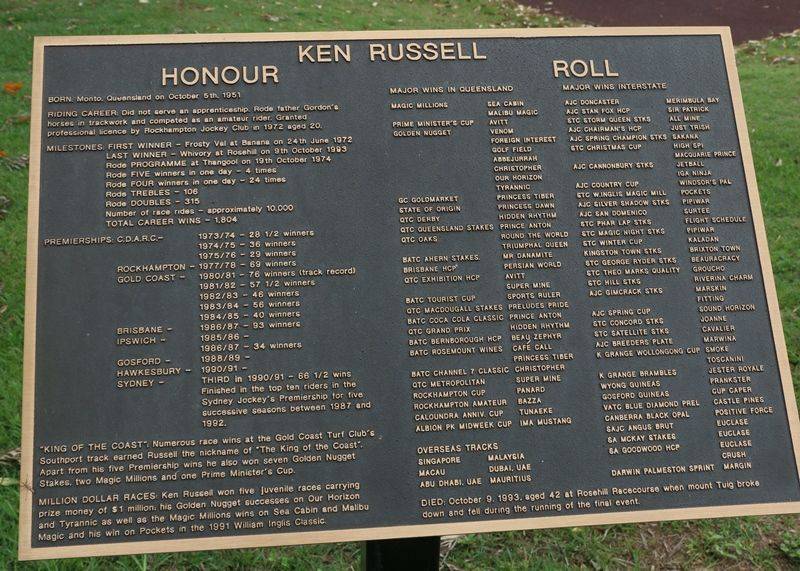 KEN RUSSELL
HONOUR ROLL
BORN: Monto, Queensland on October 5th, 1951
RIDING CAREER: Did not serve an apprenticeship. Rode father Gordon's
horses in trackwork and competed as an amateur rider. Granted
professional licence by Rockhampton Jockey Club in 1972 aged 20.
MILESTONES: FIRST WINNER - Frosty Val at Banana on 24th June 1972
LAST WINNER - Whivory at Rosehill on 9th October 1993
Rode PROGRAMME at Thangool on 19th October 1974
Rode FIVE winners in one day - 4 times
Rode FOUR winners in one day - 24 times
Rode TREBLES - 106
Rode DOUBLES - 315
Number of race rides - approximately 10,000
TOTAL CAREER WINS - 1,804
PREMIERSHIPS: C.D.A.R.C.- 1973/74 - 28 1/2 winners
1974/75 - 36 winners
1975/76 - 29 winners
ROCKHAMPTON - 1977/78 - 69 winners
GOLD COAST - 1980/81 - 76 winners (track record)
1981/82 - 57 1/2 winners
1982/83 - 46 winners
1983/84 - 56 winners
1984/85 - 40 winners
BRISBANE - 1986/87 - 93 winners
IPSWICH - 1985/86 -
1986/87 - 34 winners
GOSFORD - 1988/89 -
HAWKESBURY - 1990/91 -
SYDNEY - THIRD in 1990/91 - 66 1/2 wins
Finished in the top ten riders in the
Sydney Jockey's Premiership for five
successive seasons between 1987 and
1992.
"KING OF THE COAST": Numerous race wins at the Gold Coast Turf Club's
Southport track earned Russell the nickname of "The King of the Coast".
Apart from his five Premiership wins he also won seven Golden Nugget
Stakes, two Magic Millions and one Prime Minister's Cup.
MILLION DOLLAR RACES: Ken Russell won five juvenile races carrying
prize money of $1 million, his Golden Nugget successes on Our Horizon
and Tyrannic as well as the Magic Millions wins on Sea Cabin and Malibu
Magic and his win on Pockets in the 1991 William Inglis Classic.
MAJOR WINS IN QUEENSLAND
MAGIC MILLIONS SEA CABIN
MALIBU MAGIC
PRIME MINISTER'S CUP AVITT
GOLDEN NUGGET VENOM
FOREIGN INTEREST
GOLF FIELD
ABBEJURRAH
CHRISTOPHER
OUR HORIZON
TYRANNIC
GC GOLDMARKET PRINCESS TIBER
STATE OF ORIGIN PRINCESS DAWN
QTC DERBY HIDDEN RHYTHM
QTC QUEENSLAND STAKES PRINCE ANTON
QTC OAKS ROUND THE WORLD
TRIUMPHAL QUEEN
BATC AHERN STAKES MR DANAMITE
BRISBANE HCP PERSIAN WORLD
QTC EXHIBITION HCP AVITT
SUPER MINE
BATC TOURIST CUP SPORTS RULER
QTC MACDOUGALL STAKES PRELUDES PRIDE
BATC COCA COLA CLASSIC PRINCE ANTON
QTC GRAND PRIX HIDDEN RHYTHM
BATC BERNBOROUGH HCP BEAU ZEPHYR
BATC ROSEMOUNT WINES CAFÉ CALL
PRINCESS TIBER
BATC CHANNEL 7 CLASSIC CHRISTOPHER
QTC METROPOLITAN SUPER MINE
ROCKHAMPTON CUP PANARD
ROCKHAMPTON AMATEUR BAZZA
CALOUNDRA ANNIV. CUP TUNAEKE
ALBION PK MIDWEEK CUP IMA MUSTANG
OVERSEAS TRACKS
SINGAPORE MALAYSIA
MACAU DUBAI, UAE
ABU DHABI, UAE MAURITIUS
MAJOR WINS INTERSTATE
AJC DONCASTER MERIMBULA BAY
AJC STAN FOX HCP SIR PATRICK
STC STORM QUEEN STKS ALL MINE
AJC CHAIRMAN'S HCP JUST TRISH
AJC SPRING CHAMPION STKS SAKANA
STC CHRISTMAS CUP HIGH SPI
MACQUARIE PRINCE
AJC CANNONBURY STKS JETBALL
IGA NINJA
AJC COUNTRY CUP WINDSOR'S PAL
STC W.INGLIS MAGIC MILL POCKETS
AJC SILVER SHADOW STKS PIPIWAR
AJC SAN DOMENICO SURTEE
STC PHAR LAP STKS FLIGHT SCHEDULE
STC MAGIC NIGHT STKS PIPIWAR
STC WINTER CUP KALADAN
KINGSTON TOWN STKS BRIXTON TOWN
STC GEORGE RYDER STKS BEAURACRACY
STC THEO MARKS QUALITY GROUCHO
STC HILL STKS RIVERINA CHARM
AJC GIMCRACK STKS MARSKIN
FITTING
AJC SPRING CUP SOUND HORIZON
STC CONCORD STKS JOANNE
STC SATELLITE STKS CAVALIER
AJC BREEDERS PLATE MARWINA
K GRANGE WOLLONGONG CUP SMOKE
TOSCANINI
K GRANGE BRAMBLES JESTER ROYALE
WYONG GUINEAS PRANKSTER
GOSFORD GUINEAS CUP CAPER
VATC BLUE DIAMOND PREL CASTLE PINES
CANBERRA BLACK OPAL POSITIVE FORCE
SAJC ANGUS BRUT EUCLASE
SA MCKAY STAKES EUCLASE
SA GOODWOOD HCP EUCLASE
CRUSH
DARWIN PALMESTON SPRINT MARGIN
DIED: October 9, 1993, aged 42 at Rosehill Racecourse when mount Tuig broke
down and fell during the running of the final event.